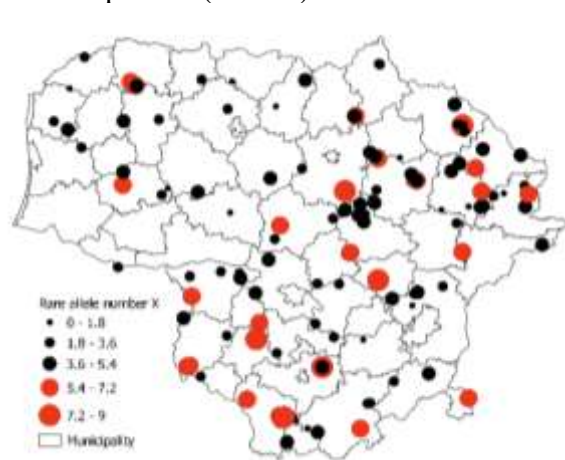 Rare allele number X
0 - 1.8
1.8 - 3.6
3.6 - 5.4
5.4 - 7.2
7.2 - 9
Municipality